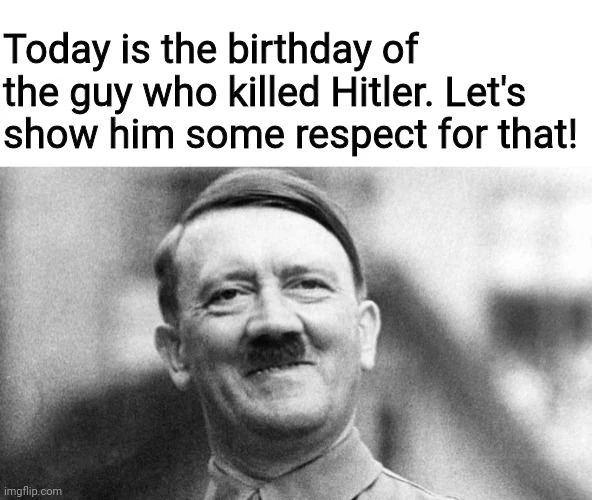 Today is the birthday of
the guy who killed Hitler. Let's
show him some respect for that!
imgflip.com